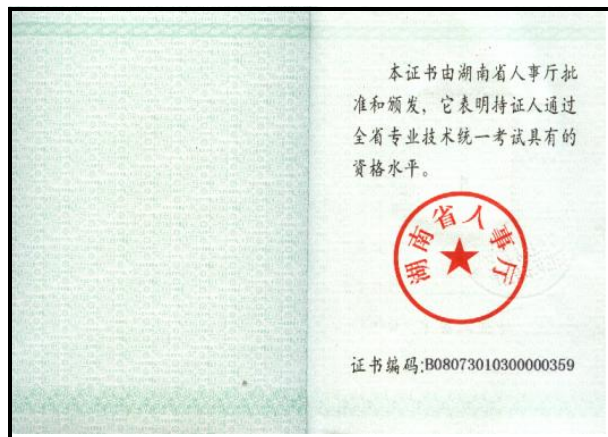 本证书由湖南省人事厅批
准和颁发，它表明持证人通过
全省专业技术统一考试具有的
资格水平。
湖南省人事厅
证书编码:B08073010300000359